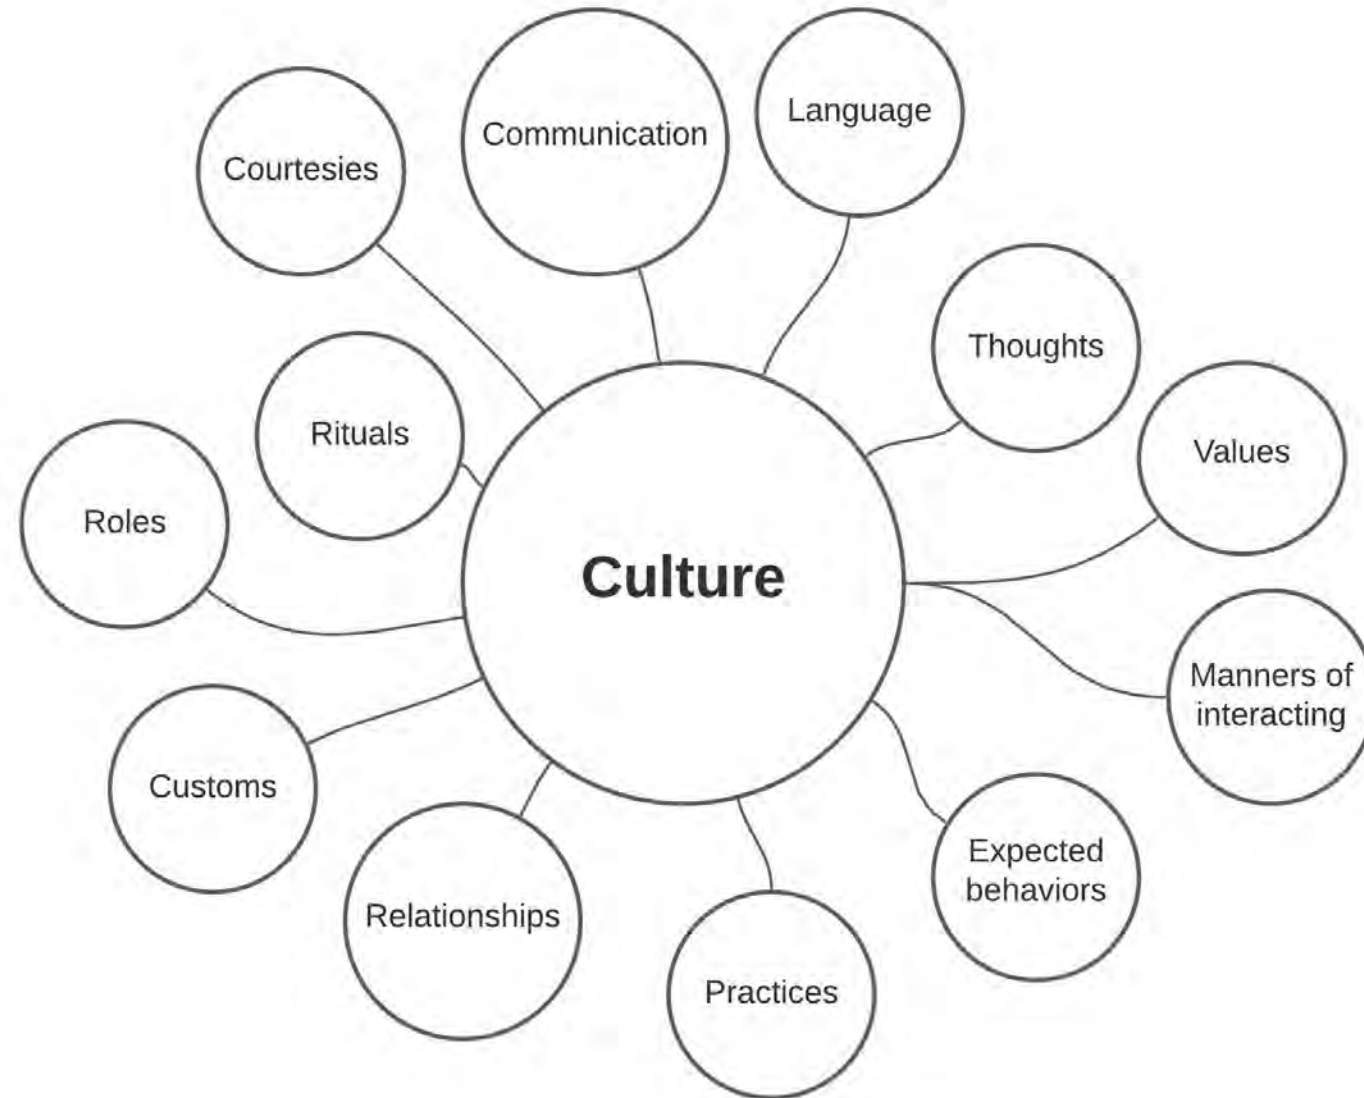 Language
Communication
Courtesies
Thoughts
Rituals
Values
Roles
Culture
Manners of
interacting
Customs
Expected
behaviors
Relationships
Practices